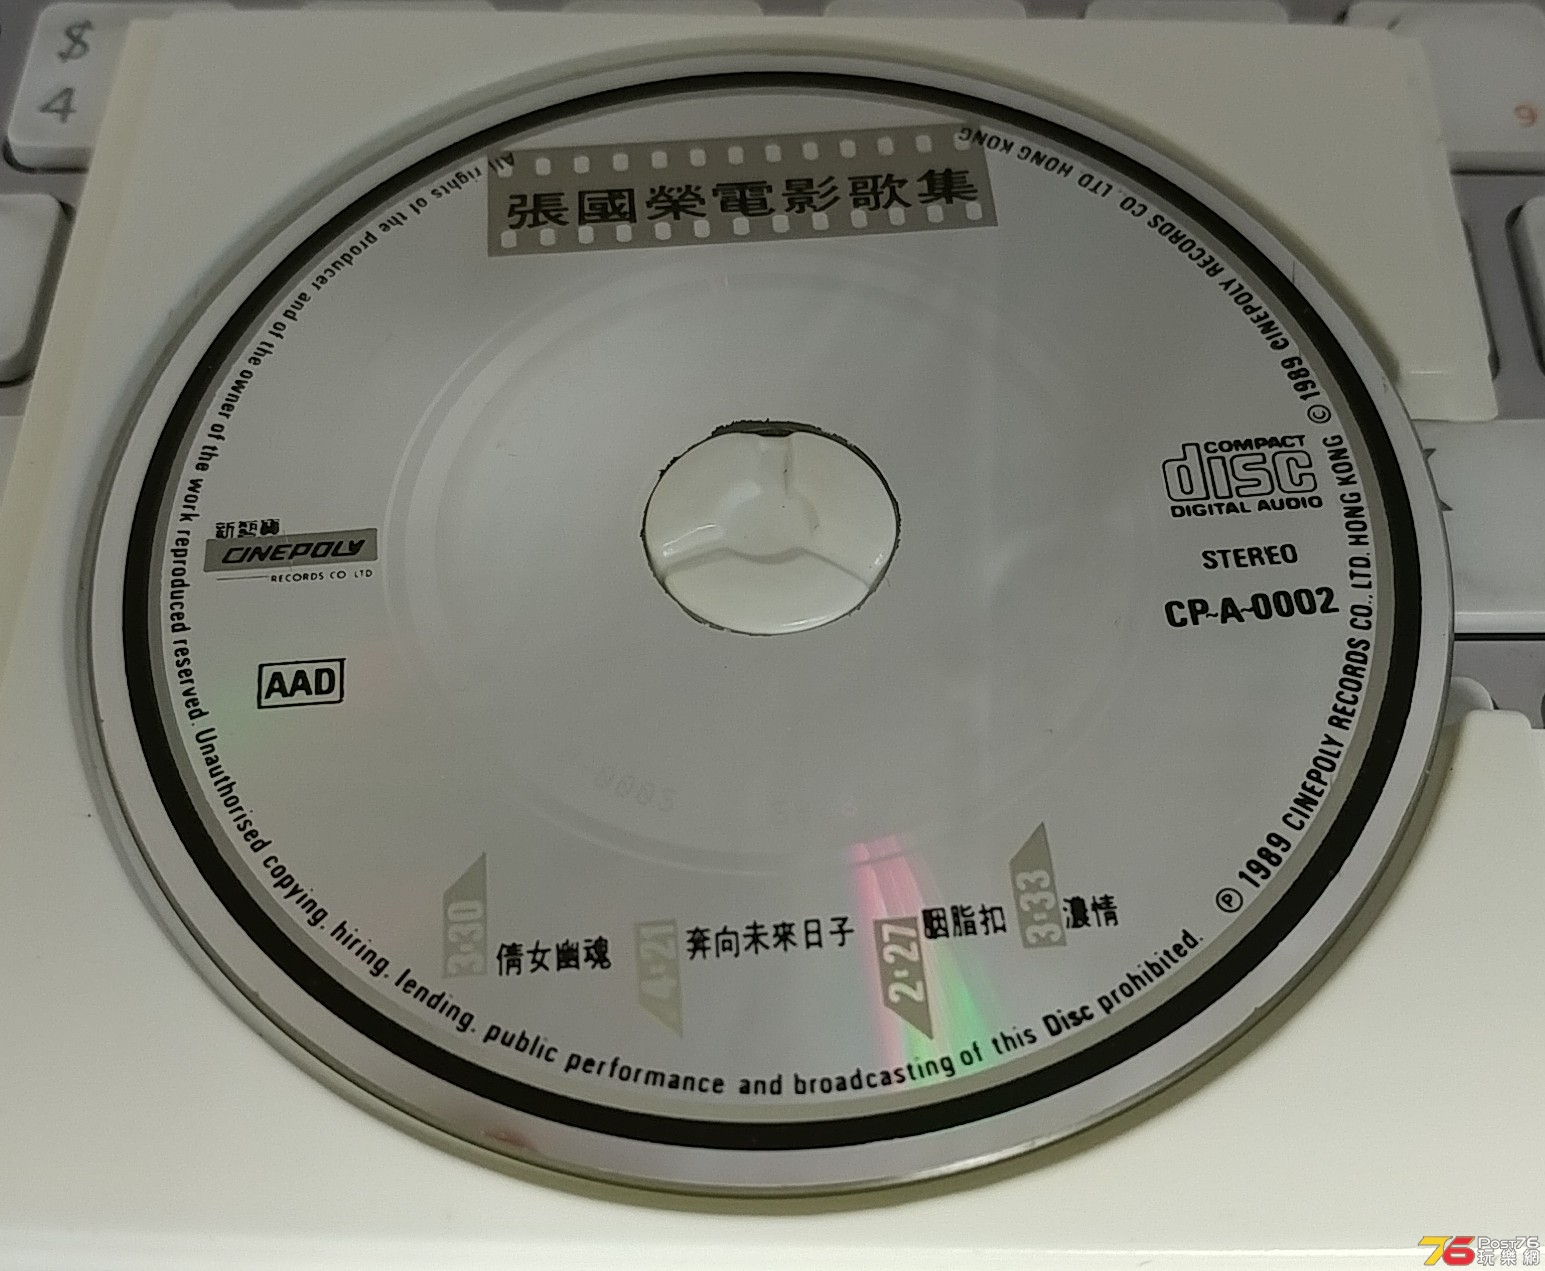 $
4
9
張國榮電影歌集
新藝寶
CINEPOLY
RECORDS CO LTD
AAD
COMPACT
disc
DIGITAL AUDIO
STEREO
CP-A-0002
3:30 倩女幽魂
4:21 奔向未來日子
2:27 胭脂扣
3:33 濃情
All rights of the producer and of the owner of the work reproduced reserved. Unauthorised copying. hiring. lending. public performance and broadcasting of this Disc prohibited.
Ⓟ 1989 CINEPOLY RECORDS CO., LTD. HONG KONG
© 1989 CINEPOLY RECORDS CO., LTD HONG KONG
76 Post76
玩樂網